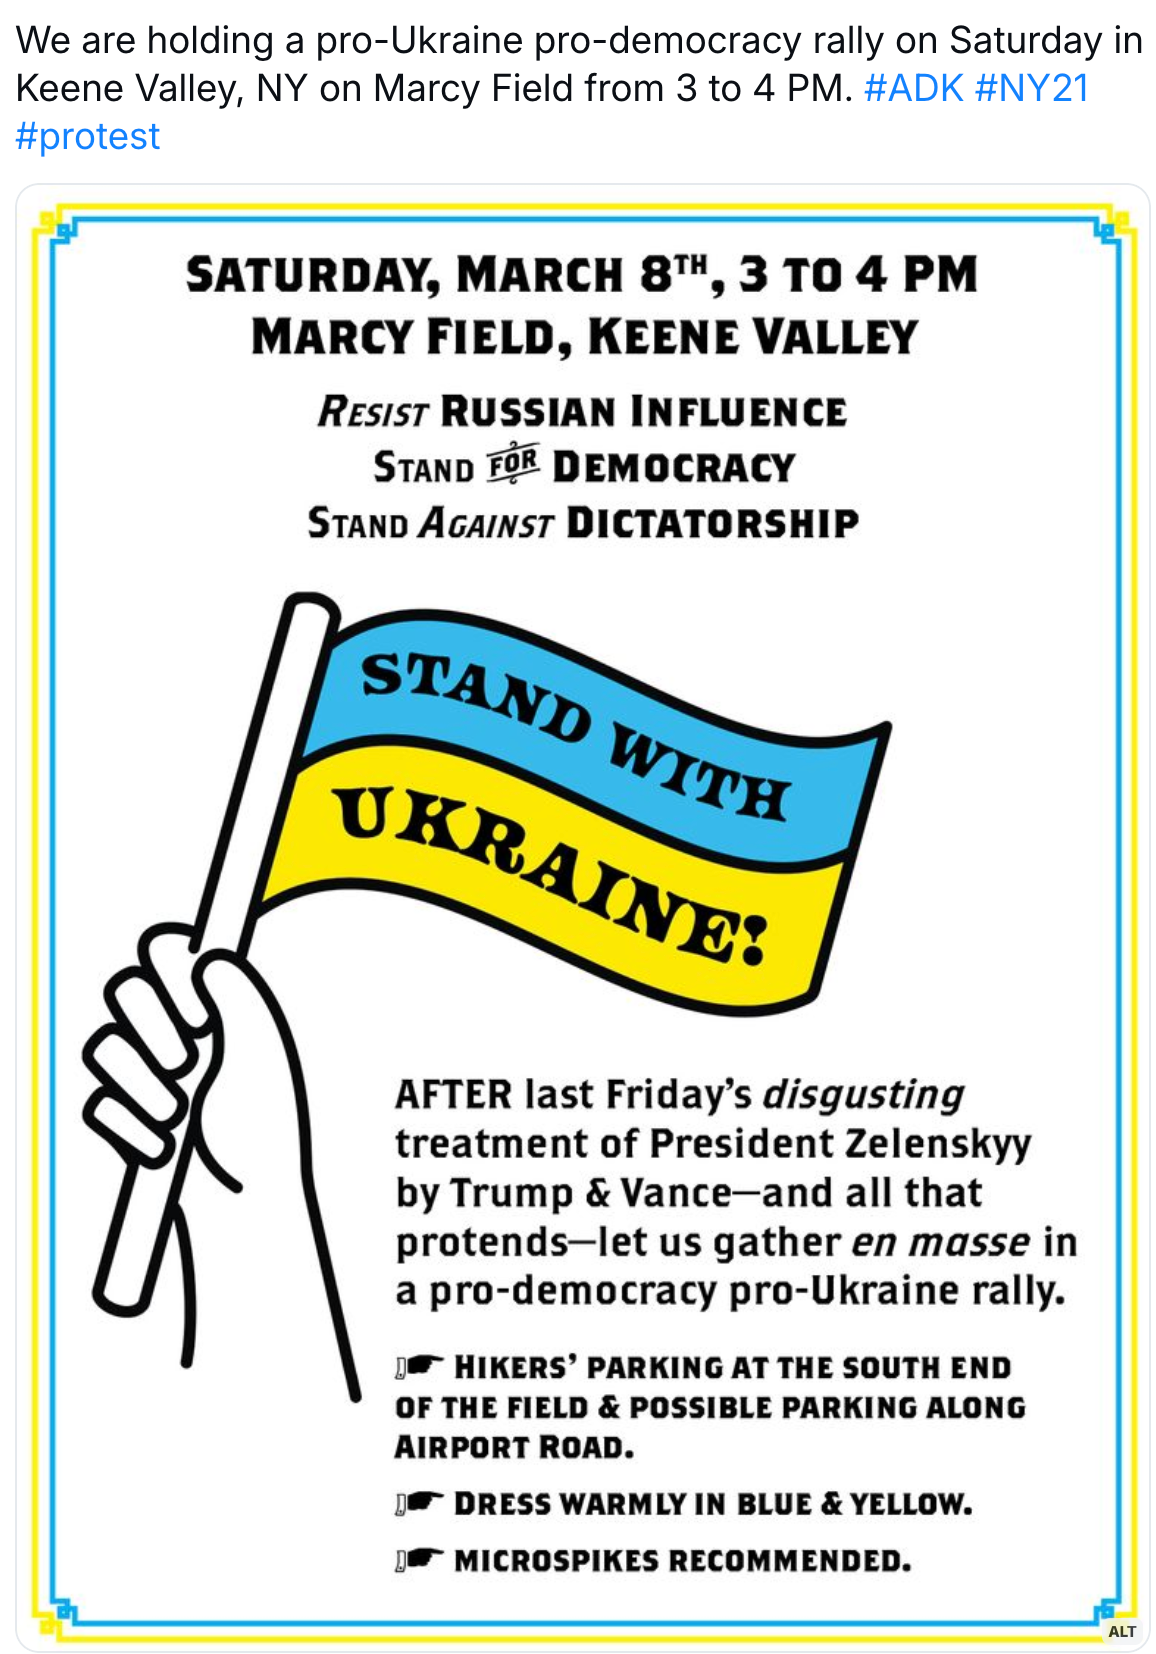 We are holding a pro-Ukraine pro-democracy rally on Saturday in
Keene Valley, NY on Marcy Field from 3 to 4 PM. #ADK #NY21
#protest
SATURDAY, MARCH 8TH, 3 TO 4 PM
MARCY FIELD, KEENE VALLEY
RESIST RUSSIAN INFLUENCE
STAND FOR DEMOCRACY
STAND AGAINST DICTATORSHIP
STAND WITH
UKRAINE!
AFTER last Friday’s disgusting
treatment of President Zelenskyy
by Trump & Vance—and all that
protends—let us gather en masse in
a pro-democracy pro-Ukraine rally.
☛ HIKERS’ PARKING AT THE SOUTH END
OF THE FIELD & POSSIBLE PARKING ALONG
AIRPORT ROAD.
☛ DRESS WARMLY IN BLUE & YELLOW.
☛ MICROSPIKES RECOMMENDED.
ALT